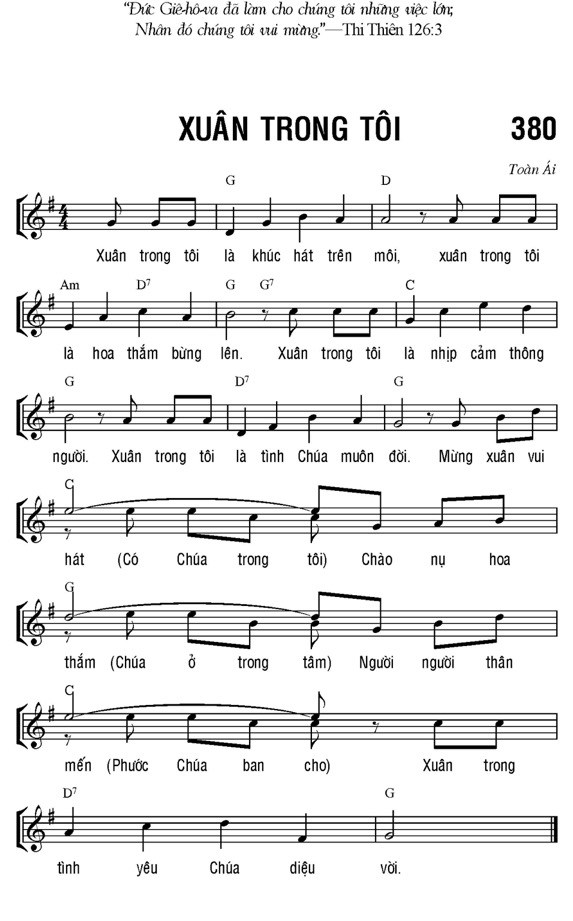 “Đức Giê-hô-va đã làm cho chúng tôi những việc lớn;
Nhân đó chúng tôi vui mừng.”—Thi Thiên 126:3
XUÂN TRONG TÔI 380
Toàn Ái
G D
4
4
Xuân trong tôi là khúc hát trên môi, xuân trong tôi
Am D7 G G7 C
là hoa thắm bừng lên. Xuân trong tôi là nhịp cảm thông
G D7 G
người. Xuân trong tôi là tình Chúa muôn đời. Mừng xuân vui
C
hát (Có Chúa trong tôi) Chào nụ hoa
G
thắm (Chúa ở trong tâm) Người người thân
C
mến (Phước Chúa ban cho) Xuân trong
D7 G
tình yêu Chúa diệu vời.